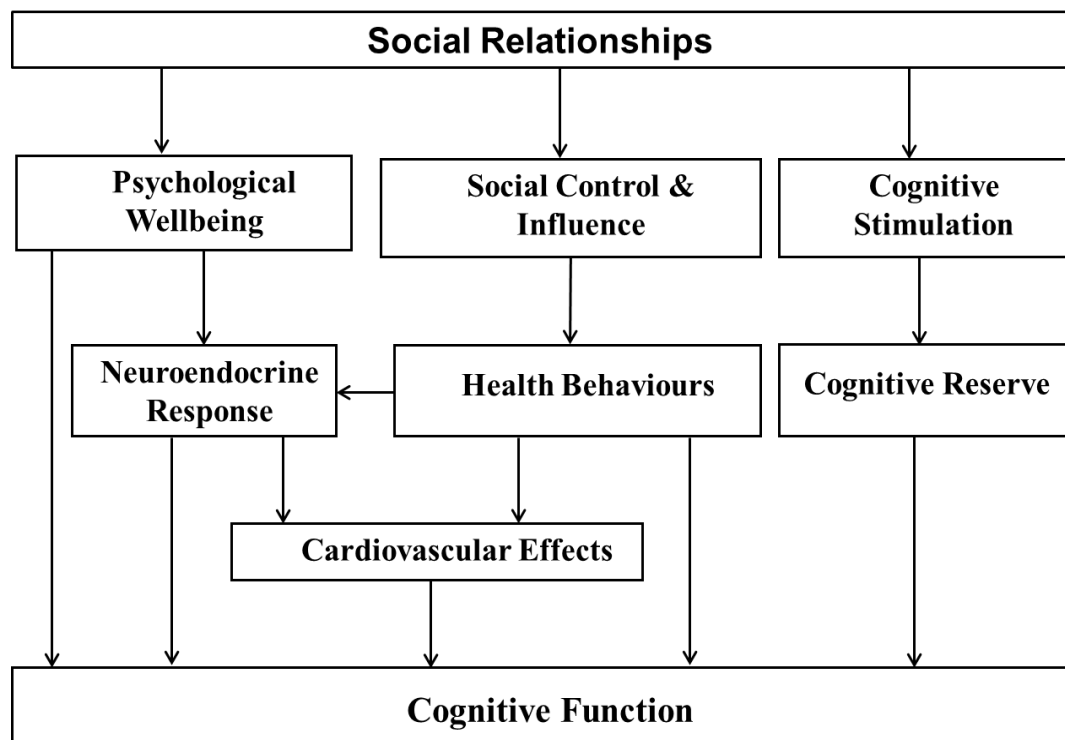 Social Relationships
Psychological
Wellbeing
Social Control &
Influence
Cognitive
Stimulation
Neuroendocrine
Response
Health Behaviours
Cognitive Reserve
Cardiovascular Effects
Cognitive Function